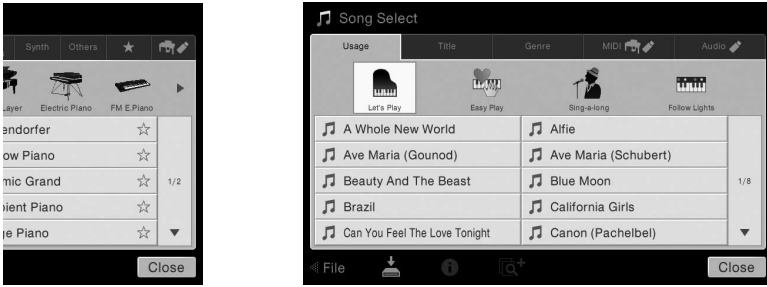 Synth Others
Layer Electric Piano FM E.Piano
endorfer
ow Piano
mic Grand
1/2
bient Piano
ge Piano
Close
Song Select
Usage Title Genre MIDI Audio
Let's Play Easy Play Sing-a-long Follow Lights
A Whole New World Alfie
Ave Maria (Gounod) Ave Maria (Schubert)
Beauty And The Beast Blue Moon 1/8
Brazil California Girls
Can You Feel The Love Tonight Canon (Pachelbel)
File Close